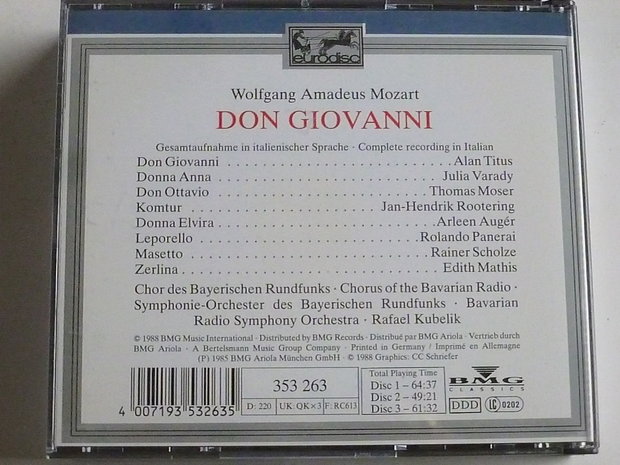 eurodisc
Wolfgang Amadeus Mozart
DON GIOVANNI
Gesamtaufnahme in italienischer Sprache · Complete recording in Italian
Don Giovanni . . . . . . . . . . . . . . . . . . . . . . . . . . Alan Titus
Donna Anna . . . . . . . . . . . . . . . . . . . . . . . . . . Julia Varady
Don Ottavio . . . . . . . . . . . . . . . . . . . . . . . . . . Thomas Moser
Komtur . . . . . . . . . . . . . . . . . . . . . . . . . . Jan-Hendrik Rootering
Donna Elvira . . . . . . . . . . . . . . . . . . . . . . . . . . Arleen Augér
Leporello . . . . . . . . . . . . . . . . . . . . . . . . . . Rolando Panerai
Masetto . . . . . . . . . . . . . . . . . . . . . . . . . . Rainer Scholze
Zerlina . . . . . . . . . . . . . . . . . . . . . . . . . . Edith Mathis
Chor des Bayerischen Rundfunks · Chorus of the Bavarian Radio ·
Symphonie-Orchester des Bayerischen Rundfunks · Bavarian
Radio Symphony Orchestra · Rafael Kubelik
© 1988 BMG Music International · Distributed by BMG Records · Distribué par BMG Ariola · Vertrieb durch
BMG Ariola · A Bertelsmann Music Group Company · Printed in Germany / Imprimé en Allemagne
(P) 1985 BMG Ariola München GmbH · © 1988 Graphics: CC Schriefer
4 007193 532635
353 263
D: 220 UK: QK×3 F: RC613
Total Playing Time
Disc 1 – 64:37
Disc 2 – 49:21
Disc 3 – 61:32
BMG
CLASSICS
DDD LC 0202